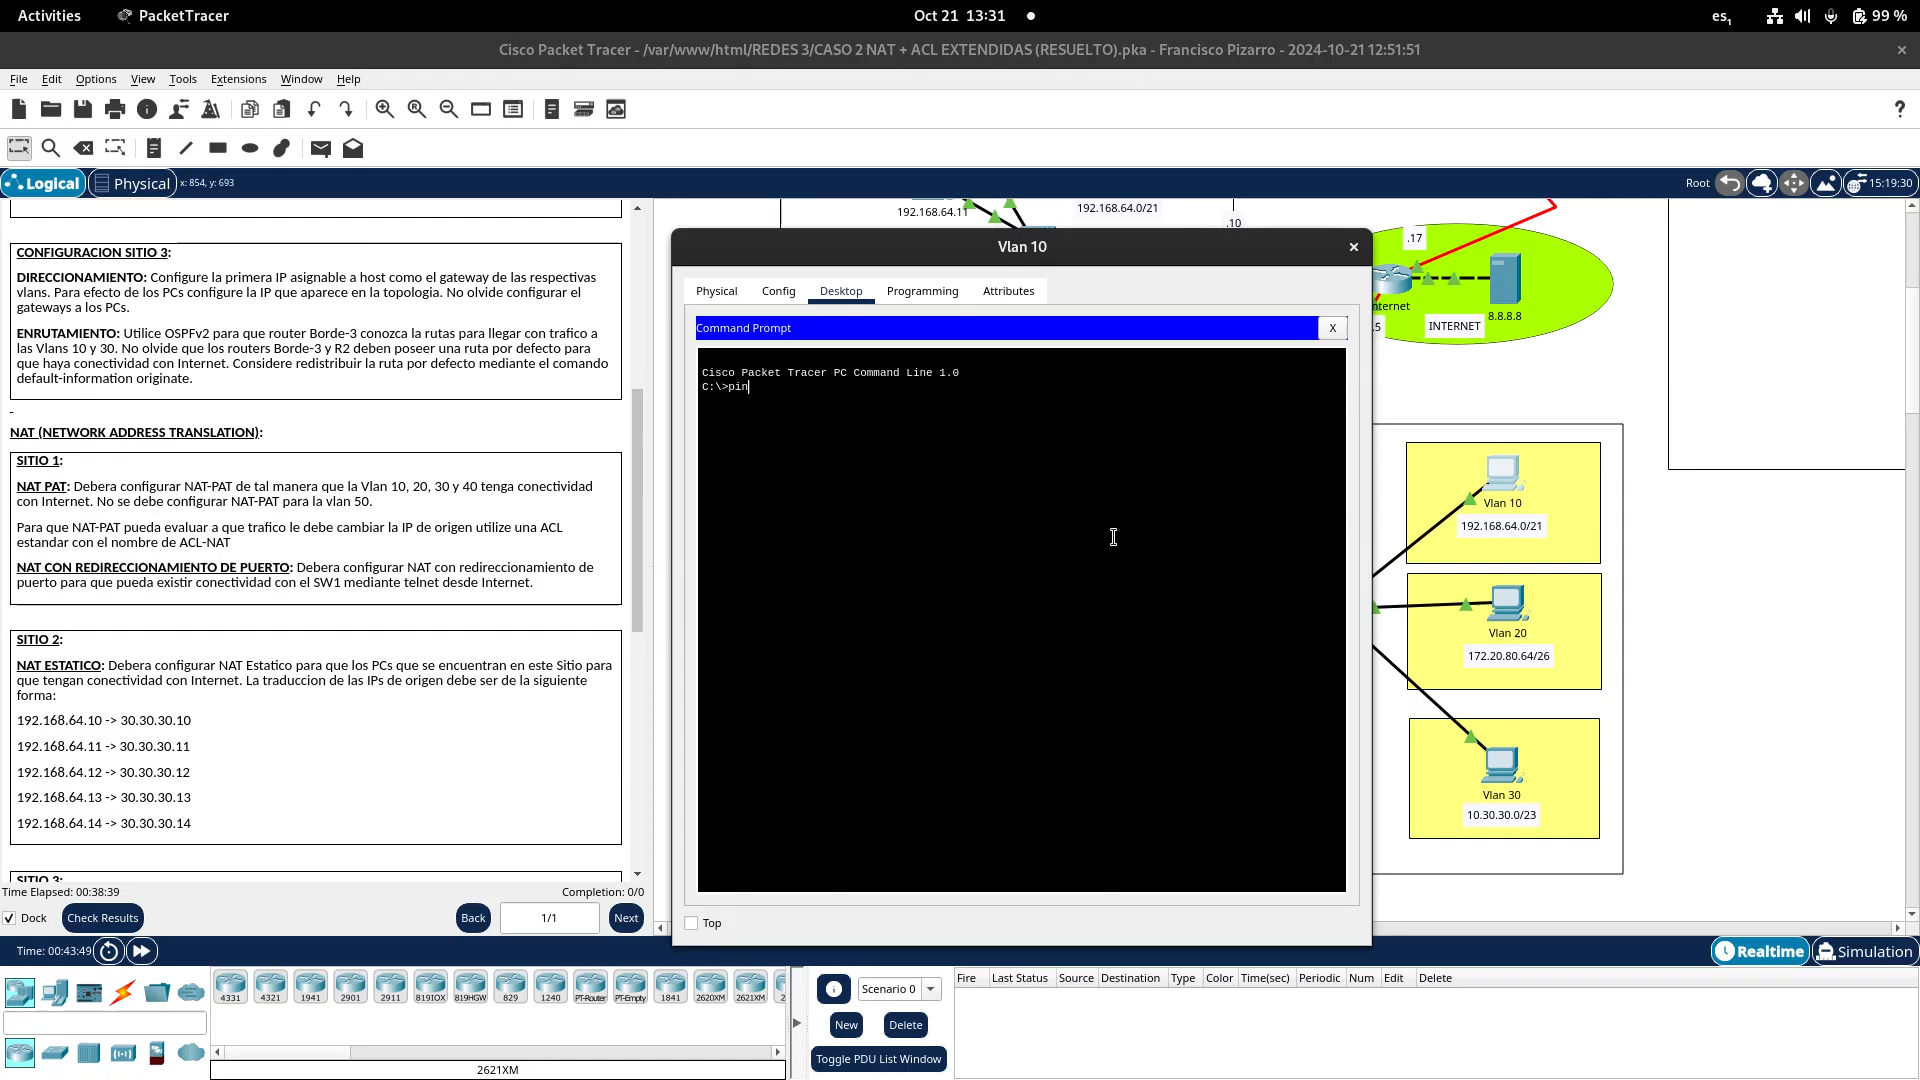 Activities
PacketTracer
Oct 21 13:31
es1
99 %
Cisco Packet Tracer - /var/www/html/REDES 3/CASO 2 NAT + ACL EXTENDIDAS (RESUELTO).pka - Francisco Pizarro - 2024-10-21 12:51:51
File Edit Options View Tools Extensions Window Help
Logical
Physical
x: 854, y: 693
Root
15:19:30
CONFIGURACION SITIO 3:
DIRECCIONAMIENTO: Configure la primera IP asignable a host como el gateway de las respectivas
vlans. Para efecto de los PCs configure la IP que aparece en la topologia. No olvide configurar el
gateways a los PCs.
ENRUTAMIENTO: Utilice OSPFv2 para que router Borde-3 conozca la rutas para llegar con trafico a
las Vlans 10 y 30. No olvide que los routers Borde-3 y R2 deben poseer una ruta por defecto para
que haya conectividad con Internet. Considere redistribuir la ruta por defecto mediante el comando
default-information originate.
NAT (NETWORK ADDRESS TRANSLATION):
SITIO 1:
NAT PAT: Debera configurar NAT-PAT de tal manera que la Vlan 10, 20, 30 y 40 tenga conectividad
con Internet. No se debe configurar NAT-PAT para la vlan 50.
Para que NAT-PAT pueda evaluar a que trafico le debe cambiar la IP de origen utilize una ACL
estandar con el nombre de ACL-NAT
NAT CON REDIRECCIONAMIENTO DE PUERTO: Debera configurar NAT con redireccionamiento de
puerto para que pueda existir conectividad con el SW1 mediante telnet desde Internet.
SITIO 2:
NAT ESTATICO: Debera configurar NAT Estatico para que los PCs que se encuentran en este Sitio para
que tengan conectividad con Internet. La traduccion de las IPs de origen debe ser de la siguiente
forma:
192.168.64.10 -> 30.30.30.10
192.168.64.11 -> 30.30.30.11
192.168.64.12 -> 30.30.30.12
192.168.64.13 -> 30.30.30.13
192.168.64.14 -> 30.30.30.14
SITIO 3:
Time Elapsed: 00:38:39
Completion: 0/0
Dock
Check Results
Back
1/1
Next
192.168.64.11
192.168.64.0/21
.10
Vlan 10
Physical Config Desktop Programming Attributes
Command Prompt
X
Cisco Packet Tracer PC Command Line 1.0
C:\>pin
Top
.17
.5
8.8.8.8
INTERNET
Vlan 10
192.168.64.0/21
Vlan 20
172.20.80.64/26
Vlan 30
10.30.30.0/23
Time: 00:43:49
Realtime
Simulation
4331 4321 1941 2901 2911 819IOX 819HGW 829 1240 PT-Router PT-Empty 1841 2620XM 2621XM
2621XM
Scenario 0
New
Delete
Toggle PDU List Window
Fire Last Status Source Destination Type Color Time(sec) Periodic Num Edit Delete